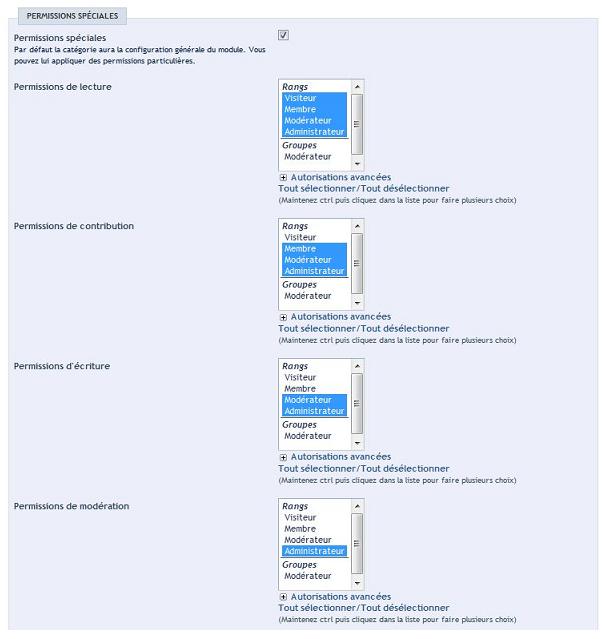 PERMISSIONS SPÉCIALES
Permissions spéciales
Par défaut la catégorie aura la configuration générale du module. Vous
pouvez lui appliquer des permissions particulières.
Permissions de lecture
Rangs
Visiteur
Membre
Modérateur
Administrateur
Groupes
Modérateur
Autorisations avancées
Tout sélectionner/Tout désélectionner
(Maintenez ctrl puis cliquez dans la liste pour faire plusieurs choix)
Permissions de contribution
Rangs
Visiteur
Membre
Modérateur
Administrateur
Groupes
Modérateur
Autorisations avancées
Tout sélectionner/Tout désélectionner
(Maintenez ctrl puis cliquez dans la liste pour faire plusieurs choix)
Permissions d'écriture
Rangs
Visiteur
Membre
Modérateur
Administrateur
Groupes
Modérateur
Autorisations avancées
Tout sélectionner/Tout désélectionner
(Maintenez ctrl puis cliquez dans la liste pour faire plusieurs choix)
Permissions de modération
Rangs
Visiteur
Membre
Modérateur
Administrateur
Groupes
Modérateur
Autorisations avancées
Tout sélectionner/Tout désélectionner
(Maintenez ctrl puis cliquez dans la liste pour faire plusieurs choix)